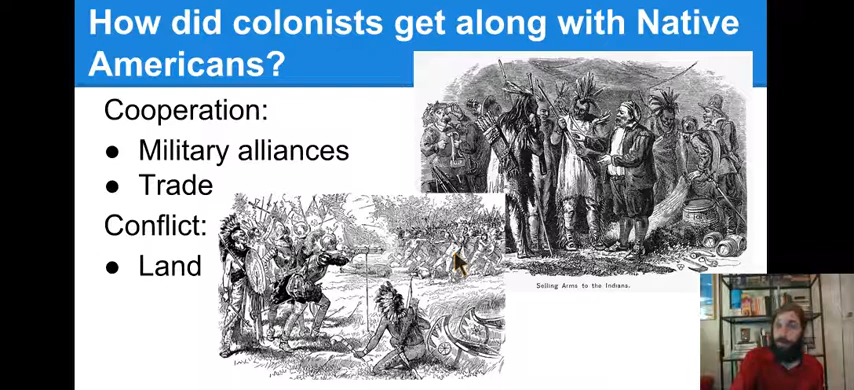 How did colonists get along with Native
Americans?
Cooperation:
● Military alliances
● Trade
Conflict:
● Land
Selling Arms to the Indians.